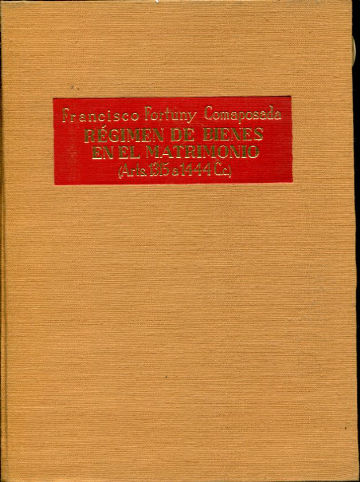 Francisco Fortuny Comaposada
RÉGIMEN DE BIENES
EN EL MATRIMONIO
(Arts. 1315 a 1444 C.c.)